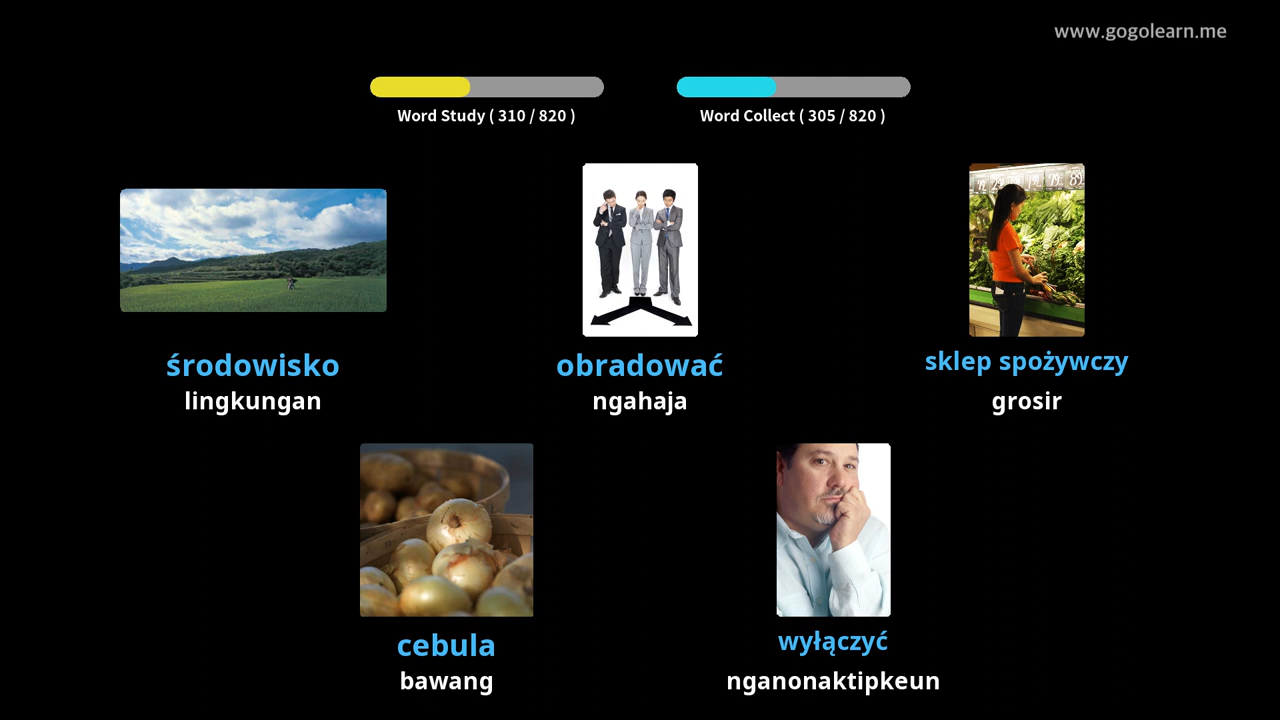 www.gogolearn.me
Word Study ( 310 / 820 )
Word Collect ( 305 / 820 )
środowisko
lingkungan
obradować
ngahaja
sklep spożywczy
grosir
cebula
bawang
wyłączyć
nganonaktipkeun